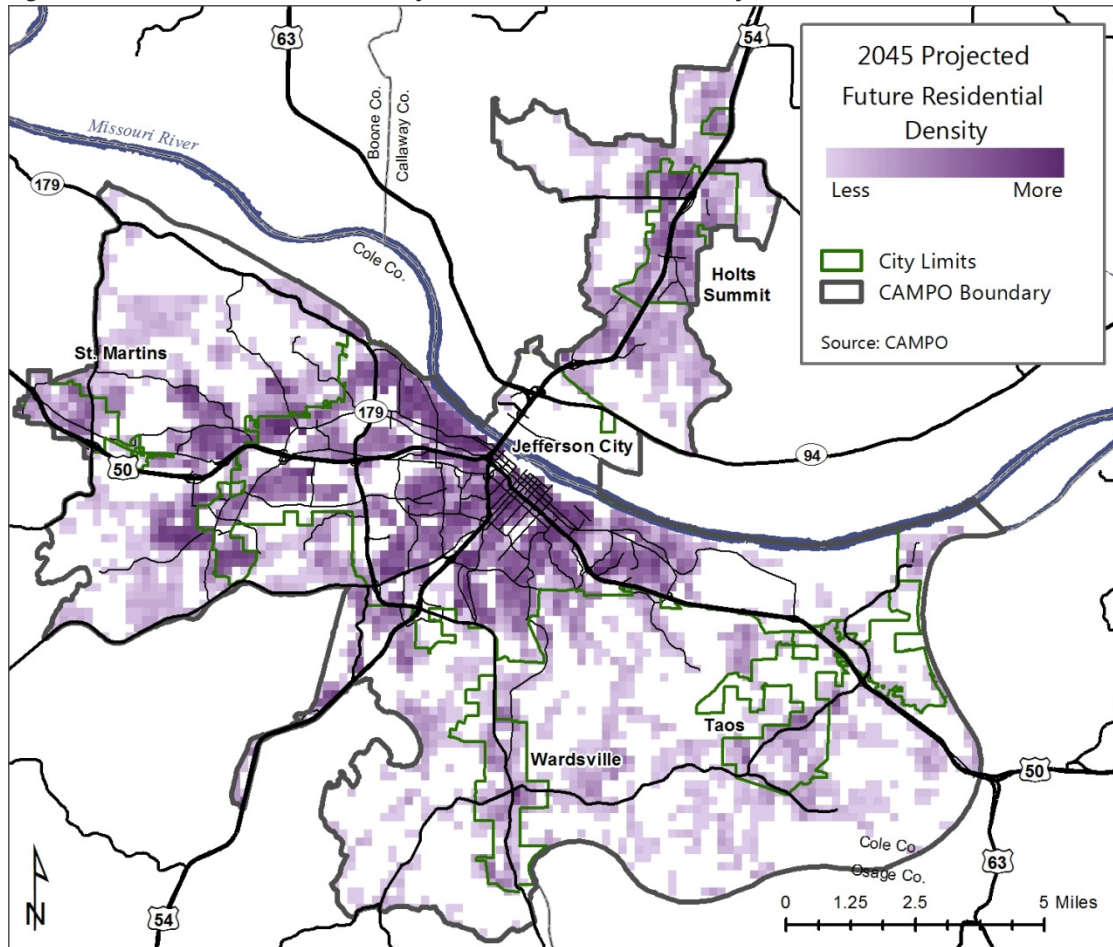 63
54
2045 Projected
Future Residential
Density
Less
More
City Limits
CAMPO Boundary
Source: CAMPO
Missouri River
Boone Co.
Callaway Co.
179
Cole Co.
Holts
Summit
St. Martins
179
Jefferson City
50
94
Taos
Wardsville
50
Cole Co.
Osage Co.
63
54
N
0 1.25 2.5 5 Miles